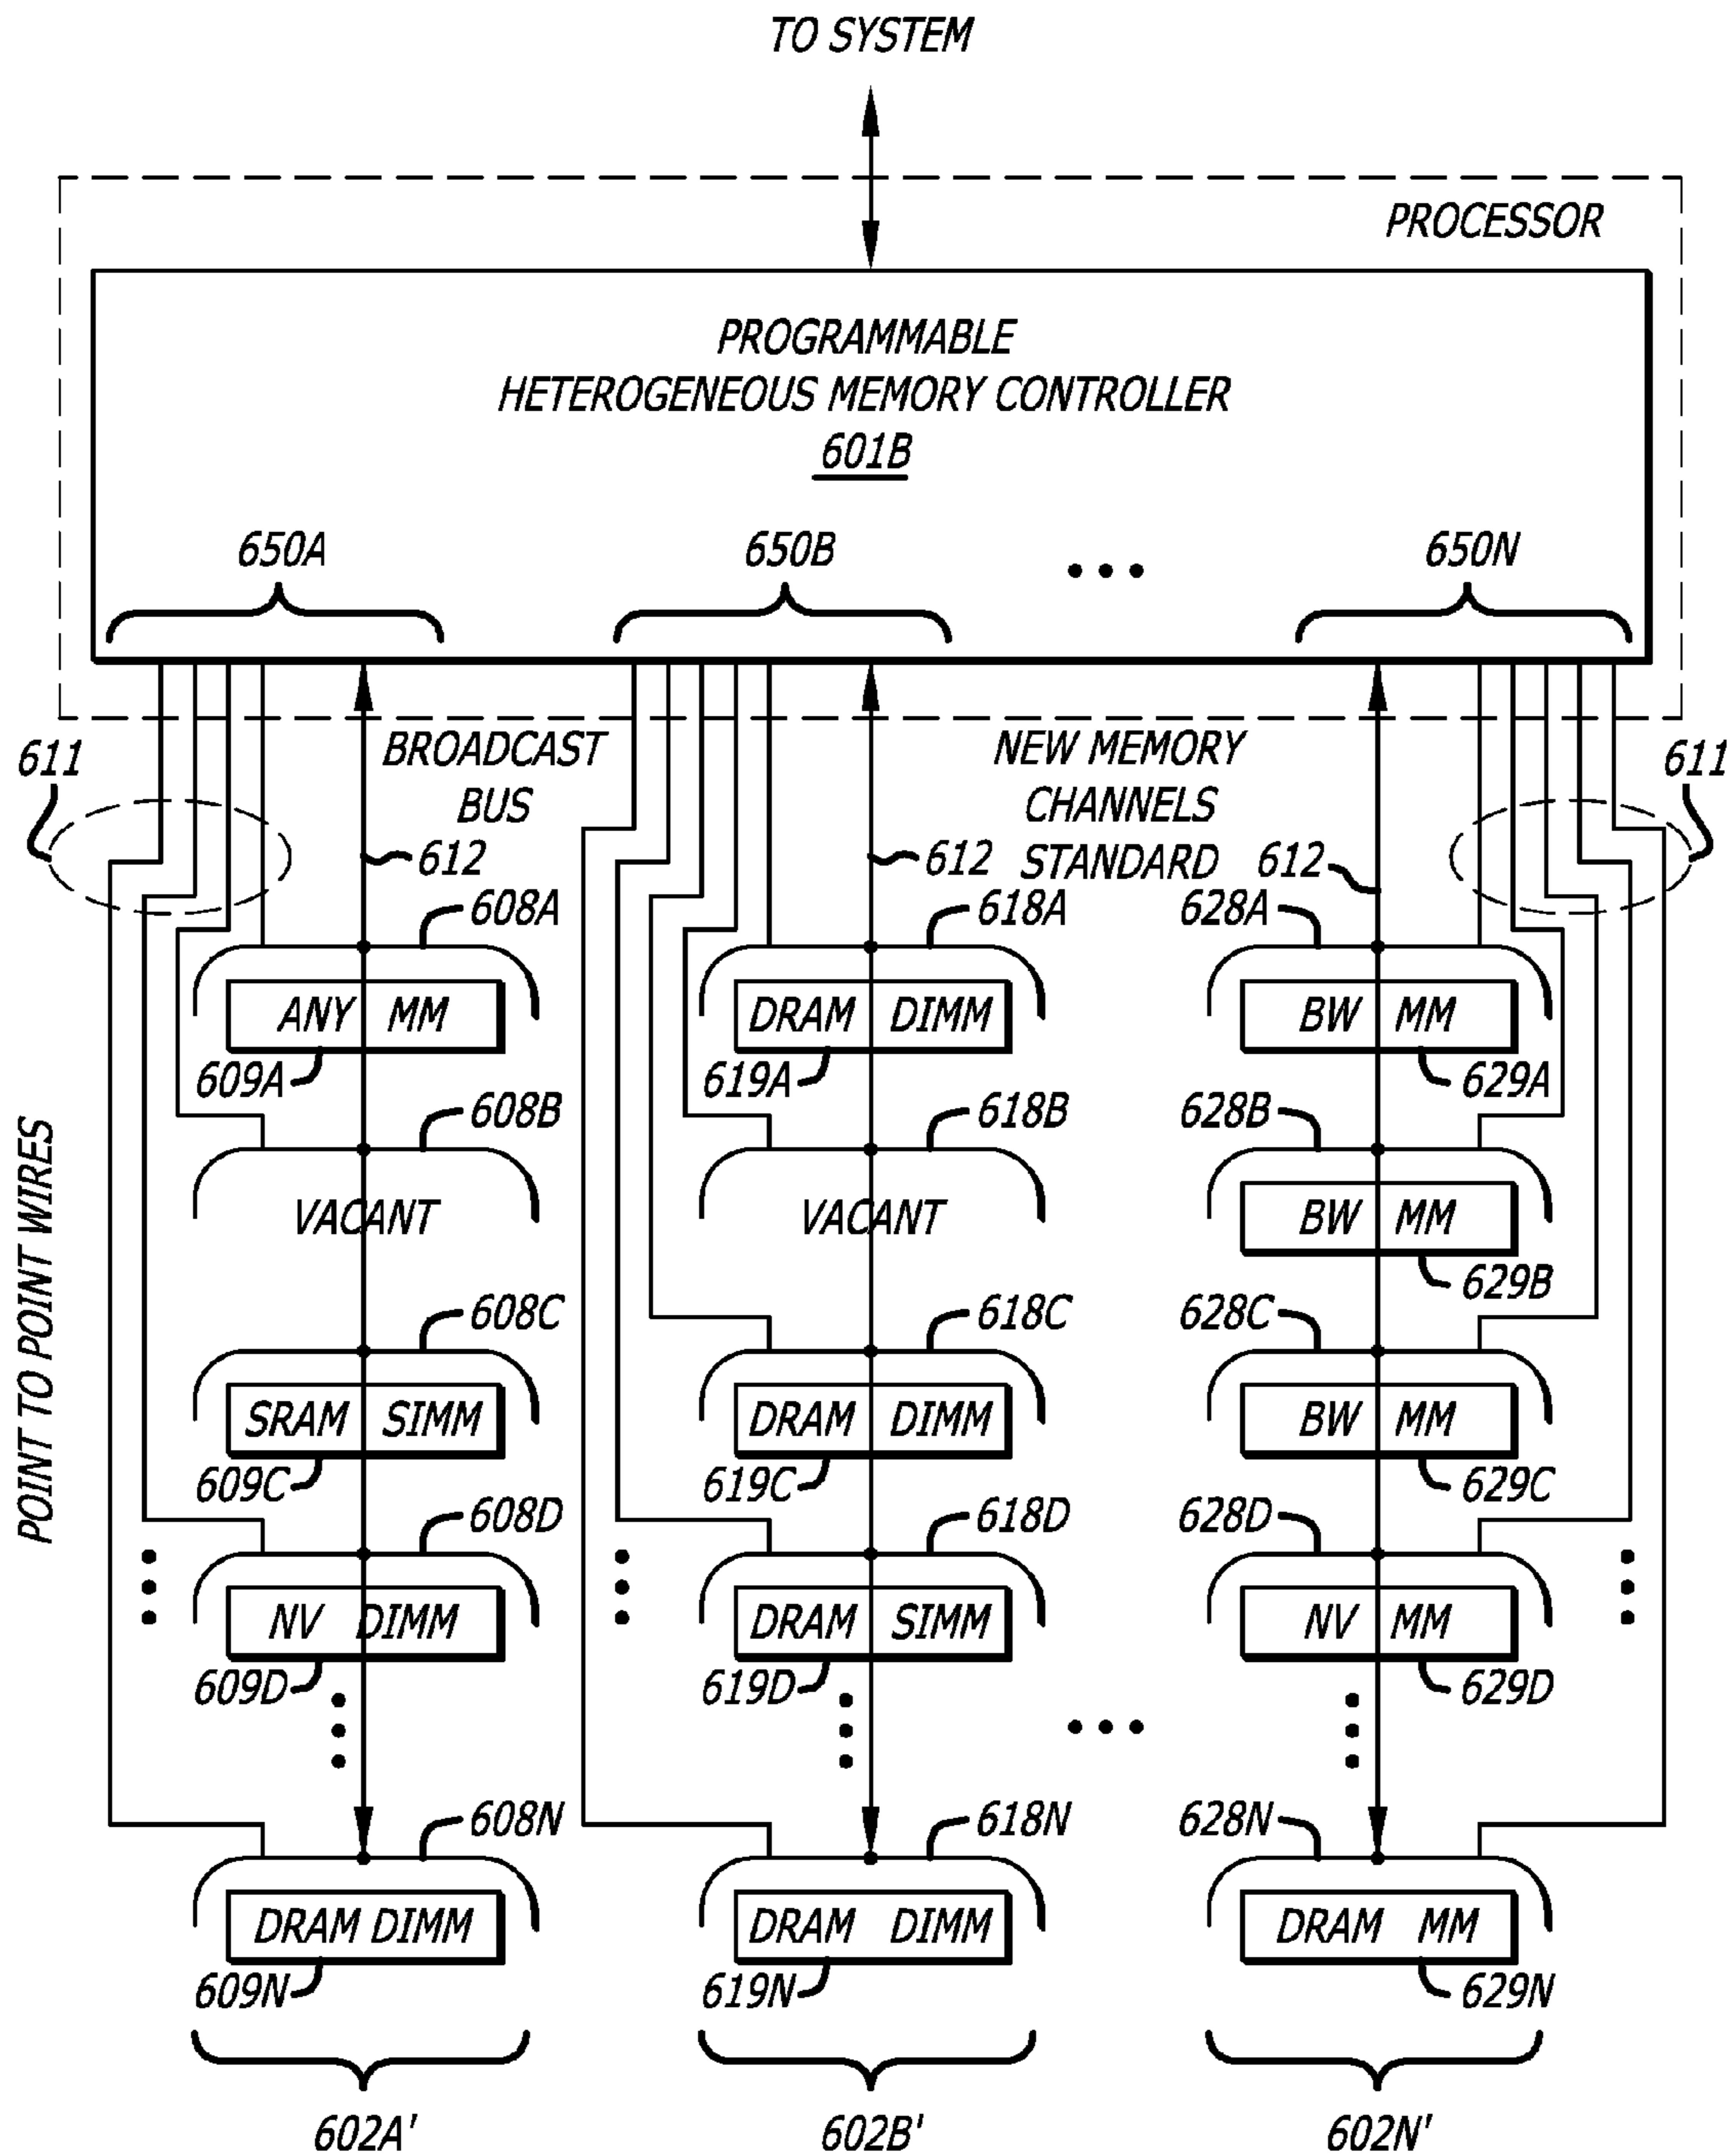 TO SYSTEM
PROCESSOR
PROGRAMMABLE
HETEROGENEOUS MEMORY CONTROLLER
601B
650A
650B
650N
611
BROADCAST
BUS
NEW MEMORY
CHANNELS
STANDARD
611
612
612
612
POINT TO POINT WIRES
608A
618A
628A
ANY MM
DRAM DIMM
BW MM
609A
619A
629A
608B
618B
628B
VACANT
VACANT
BW MM
629B
608C
618C
628C
SRAM SIMM
DRAM DIMM
BW MM
609C
619C
629C
608D
618D
628D
NV DIMM
DRAM SIMM
NV MM
609D
619D
629D
608N
618N
628N
DRAM DIMM
DRAM DIMM
DRAM MM
609N
619N
629N
602A'
602B'
602N'